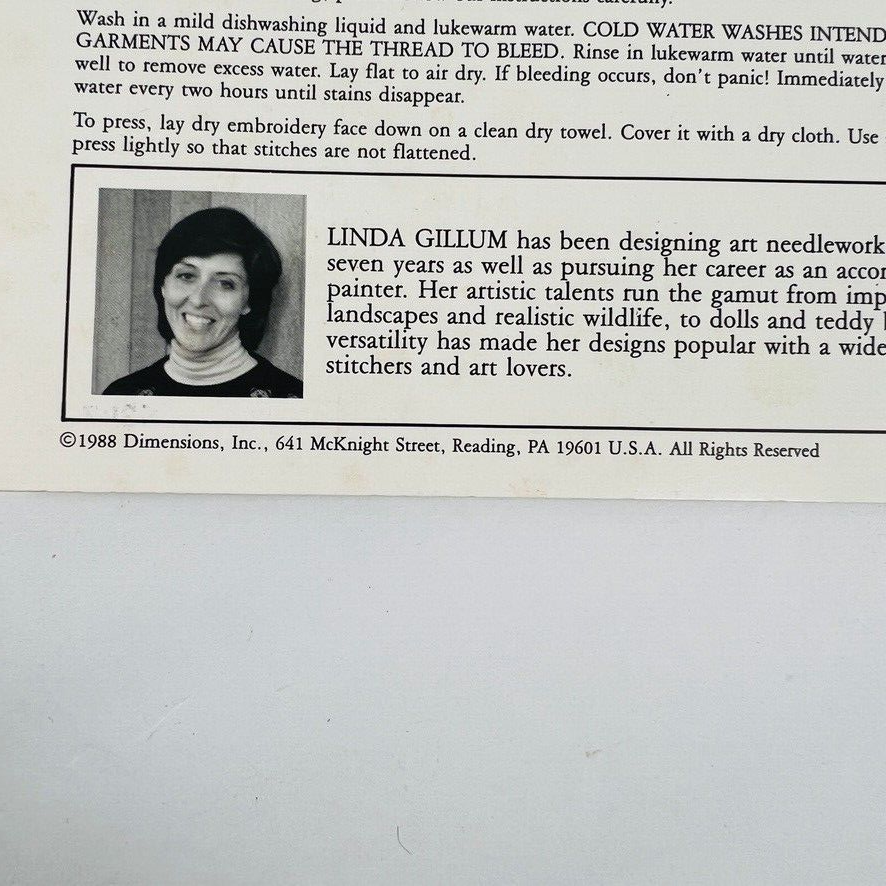 our instructions carefully.
Wash in a mild dishwashing liquid and lukewarm water. COLD WATER WASHES INTEND
GARMENTS MAY CAUSE THE THREAD TO BLEED. Rinse in lukewarm water until water
well to remove excess water. Lay flat to air dry. If bleeding occurs, don't panic! Immediately
water every two hours until stains disappear.
To press, lay dry embroidery face down on a clean dry towel. Cover it with a dry cloth. Use
press lightly so that stitches are not flattened.
LINDA GILLUM has been designing art needlework
seven years as well as pursuing her career as an accor
painter. Her artistic talents run the gamut from imp
landscapes and realistic wildlife, to dolls and teddy
versatility has made her designs popular with a wide
stitchers and art lovers.
©1988 Dimensions, Inc., 641 McKnight Street, Reading, PA 19601 U.S.A. All Rights Reserved